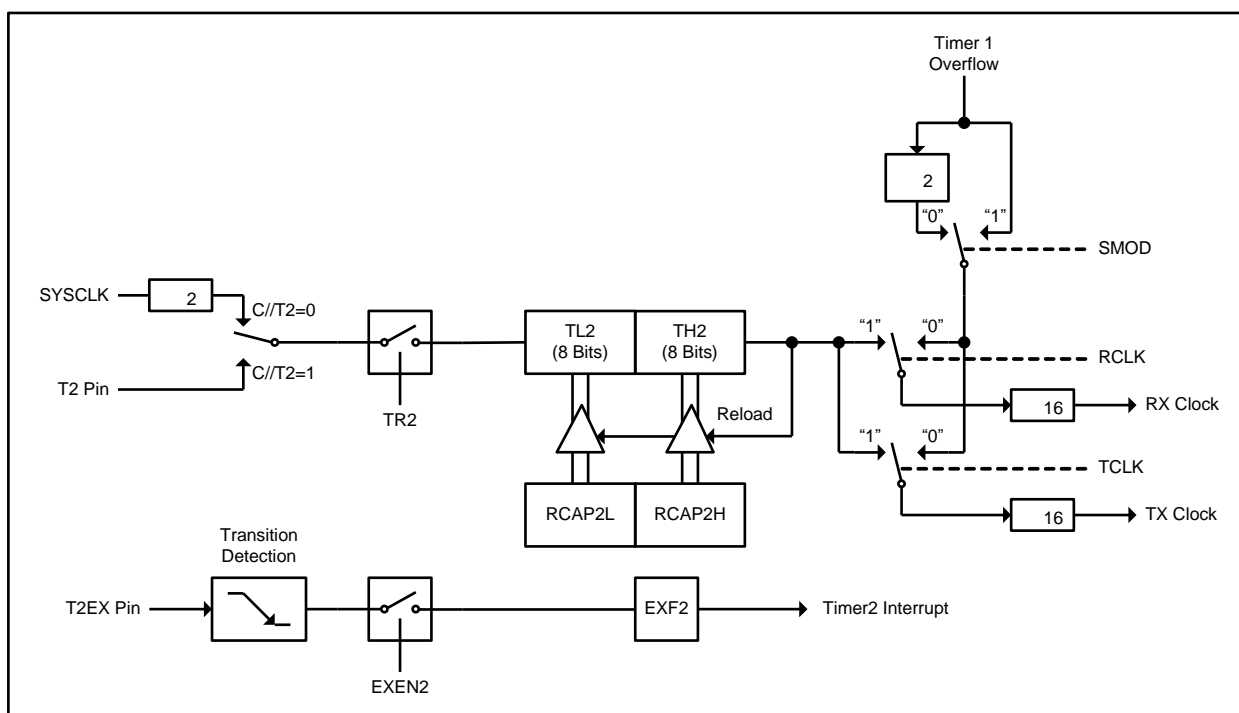 Timer 1
Overflow
2
“0”
“1”
SMOD
SYSCLK
2
C//T2=0
C//T2=1
T2 Pin
TR2
TL2
(8 Bits)
TH2
(8 Bits)
“1”
“0”
RCLK
Reload
16
RX Clock
“1”
“0”
TCLK
RCAP2L
RCAP2H
16
TX Clock
Transition
Detection
T2EX Pin
EXF2
Timer2 Interrupt
EXEN2